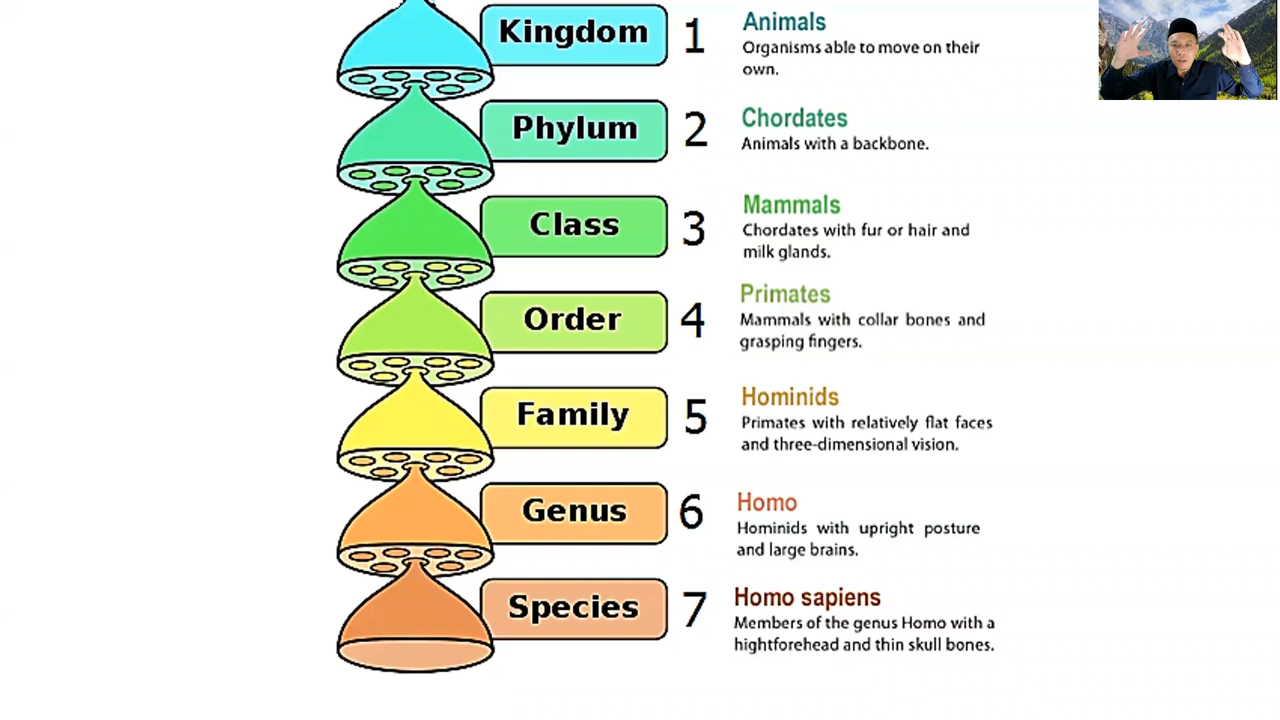 Kingdom 1 Animals
Organisms able to move on their
own.
Phylum 2 Chordates
Animals with a backbone.
Class 3 Mammals
Chordates with fur or hair and
milk glands.
Order 4 Primates
Mammals with collar bones and
grasping fingers.
Family 5 Hominids
Primates with relatively flat faces
and three-dimensional vision.
Genus 6 Homo
Hominids with upright posture
and large brains.
Species 7 Homo sapiens
Members of the genus Homo with a
hightforehead and thin skull bones.